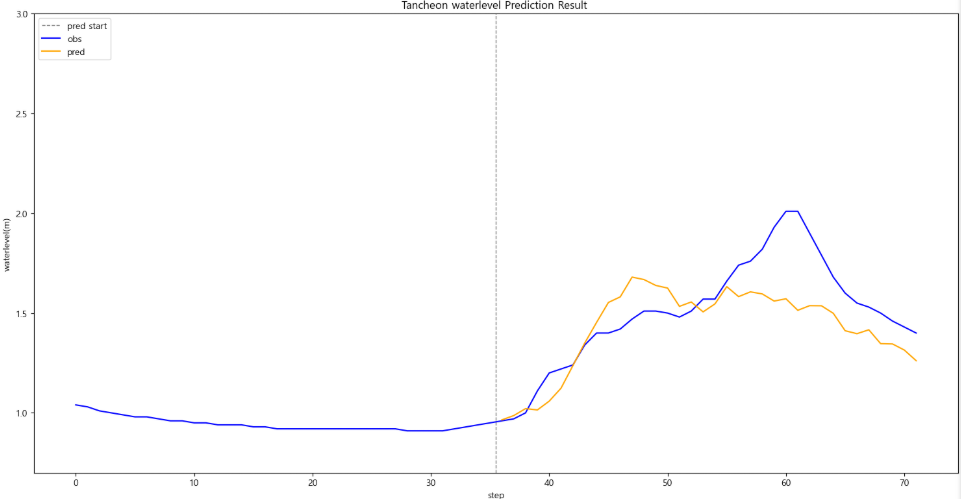 Tancheon waterlevel Prediction Result
pred start
obs
pred
3.0
2.5
2.0
1.5
1.0
waterlevel(m)
0 10 20 30 40 50 60 70
step